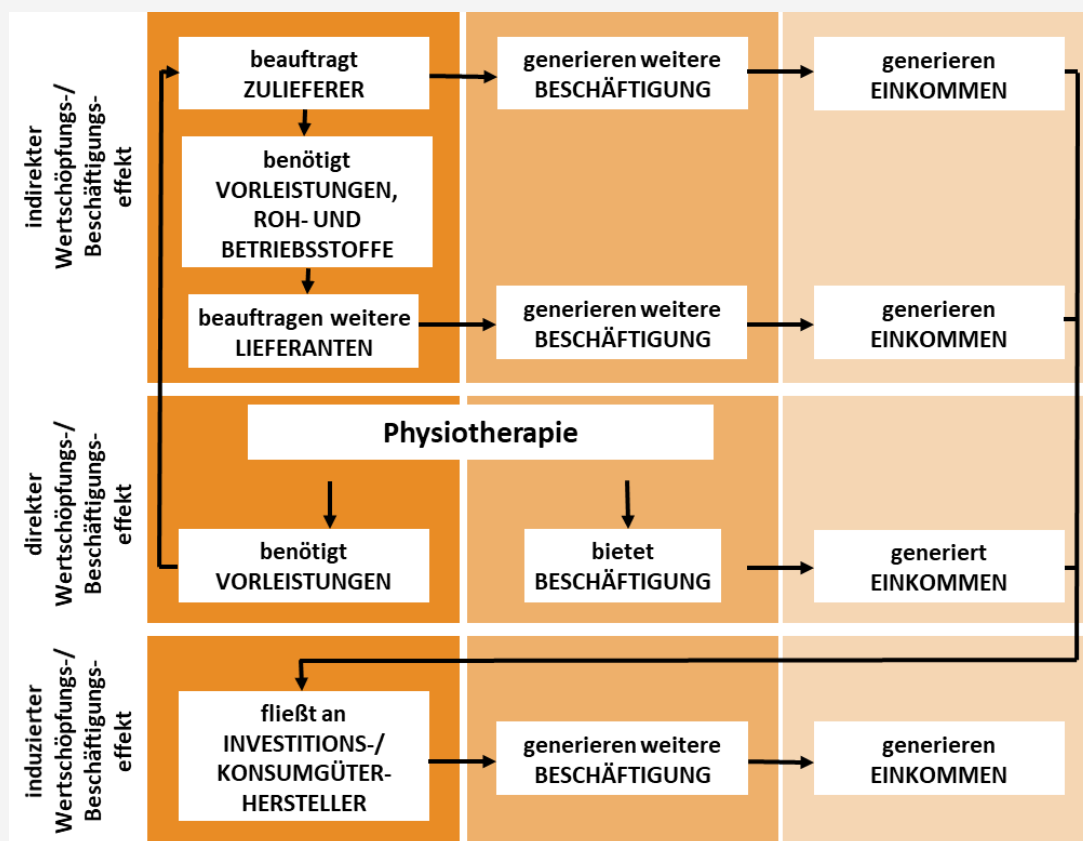 indirekter
Wertschöpfungs-/
Beschäftigungs-
effekt
beauftragt
ZULIEFERER
generieren weitere
BESCHÄFTIGUNG
generieren
EINKOMMEN
benötigt
VORLEISTUNGEN,
ROH- UND
BETRIEBSSTOFFE
beauftragen weitere
LIEFERANTEN
generieren weitere
BESCHÄFTIGUNG
generieren
EINKOMMEN
direkter
Wertschöpfungs-/
Beschäftigungs-
effekt
Physiotherapie
benötigt
VORLEISTUNGEN
bietet
BESCHÄFTIGUNG
generiert
EINKOMMEN
induzierter
Wertschöpfungs-/
Beschäftigungs-
effekt
fließt an
INVESTITIONS-/
KONSUMGÜTER-
HERSTELLER
generieren weitere
BESCHÄFTIGUNG
generieren
EINKOMMEN